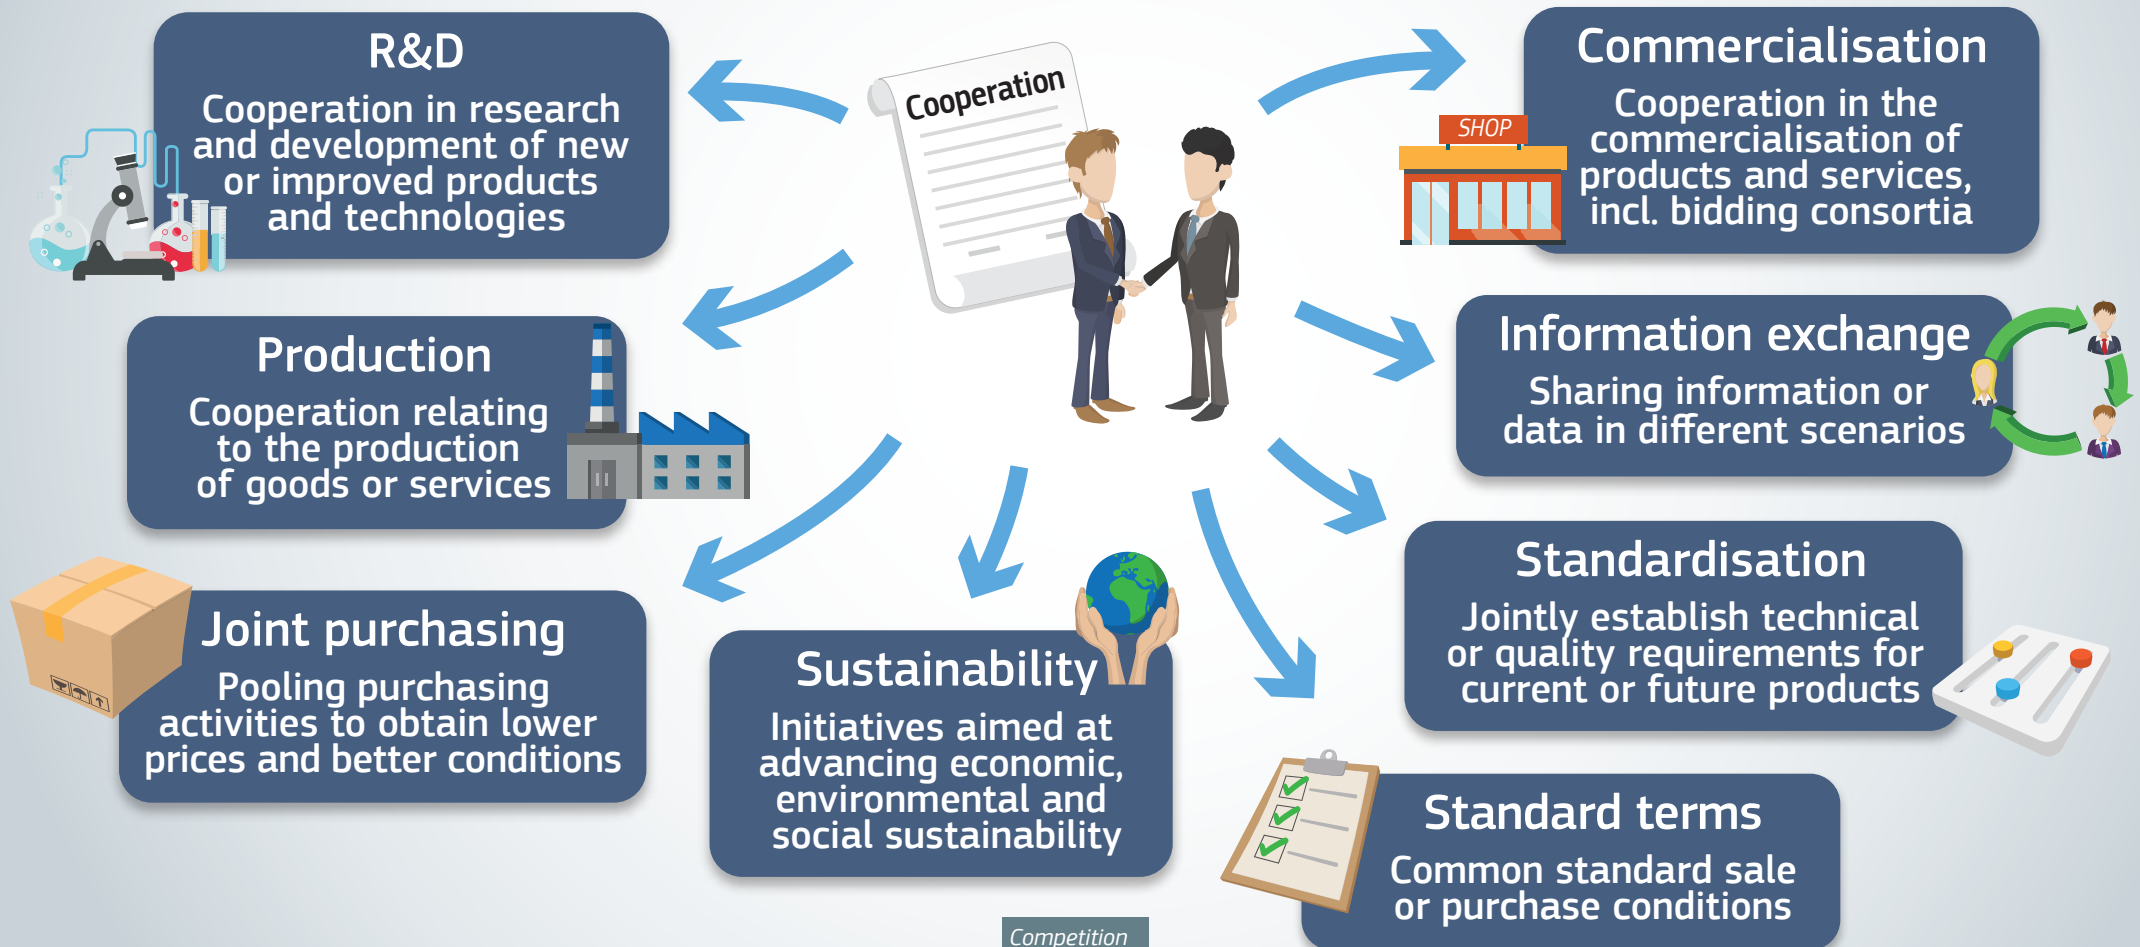 R&D
Cooperation in research
and development of new
or improved products
and technologies
Production
Cooperation relating
to the production
of goods or services
Joint purchasing
Pooling purchasing
activities to obtain lower
prices and better conditions
Cooperation
Sustainability
Initiatives aimed at
advancing economic,
environmental and
social sustainability
Commercialisation
Cooperation in the
commercialisation of
products and services,
incl. bidding consortia
SHOP
Information exchange
Sharing information or
data in different scenarios
Standardisation
Jointly establish technical
or quality requirements for
current or future products
Standard terms
Common standard sale
or purchase conditions
Competition